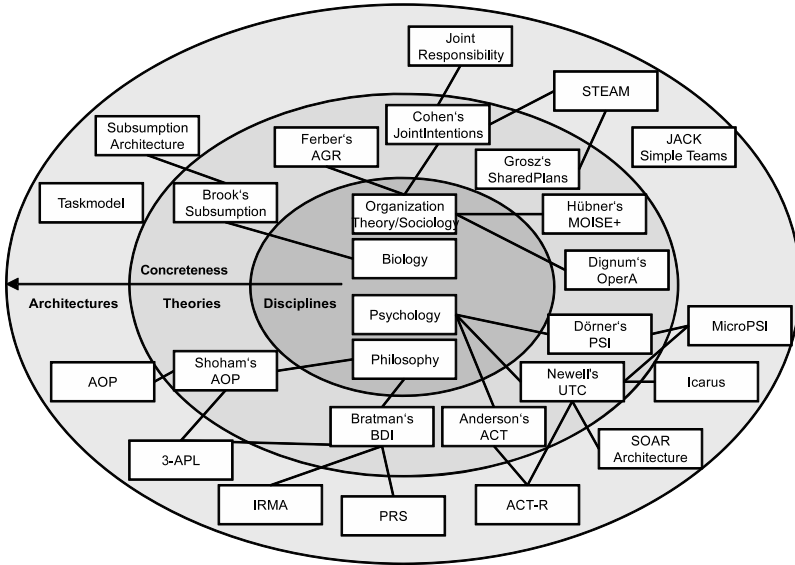 Joint
Responsibility
STEAM
Cohen's
JointIntentions
Subsumption
Architecture
Ferber's
AGR
JACK
Simple Teams
Grosz's
SharedPlans
Taskmodel
Brook's
Subsumption
Organization
Theory/Sociology
Hübner's
MOISE+
Biology
Dignum's
OperA
Concreteness
Architectures
Theories
Disciplines
Psychology
Dörner's
PSI
MicroPSI
Philosophy
AOP
Shoham's
AOP
Newell's
UTC
Icarus
Bratman's
BDI
Anderson's
ACT
SOAR
Architecture
3-APL
IRMA
PRS
ACT-R